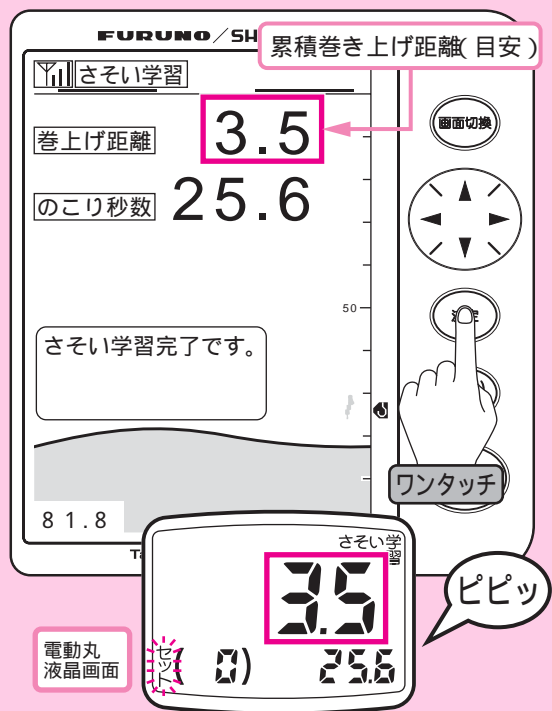 FURUNO/SH
累積巻き上げ距離(目安)
さそい学習
画面切換
巻上げ距離 3.5
のこり秒数 25.6
50
さそい学習完了です。
ワンタッチ
81.8
さそい学
習
3.5
ピピッ
電動丸
液晶画面
セット ( 0) 25.6